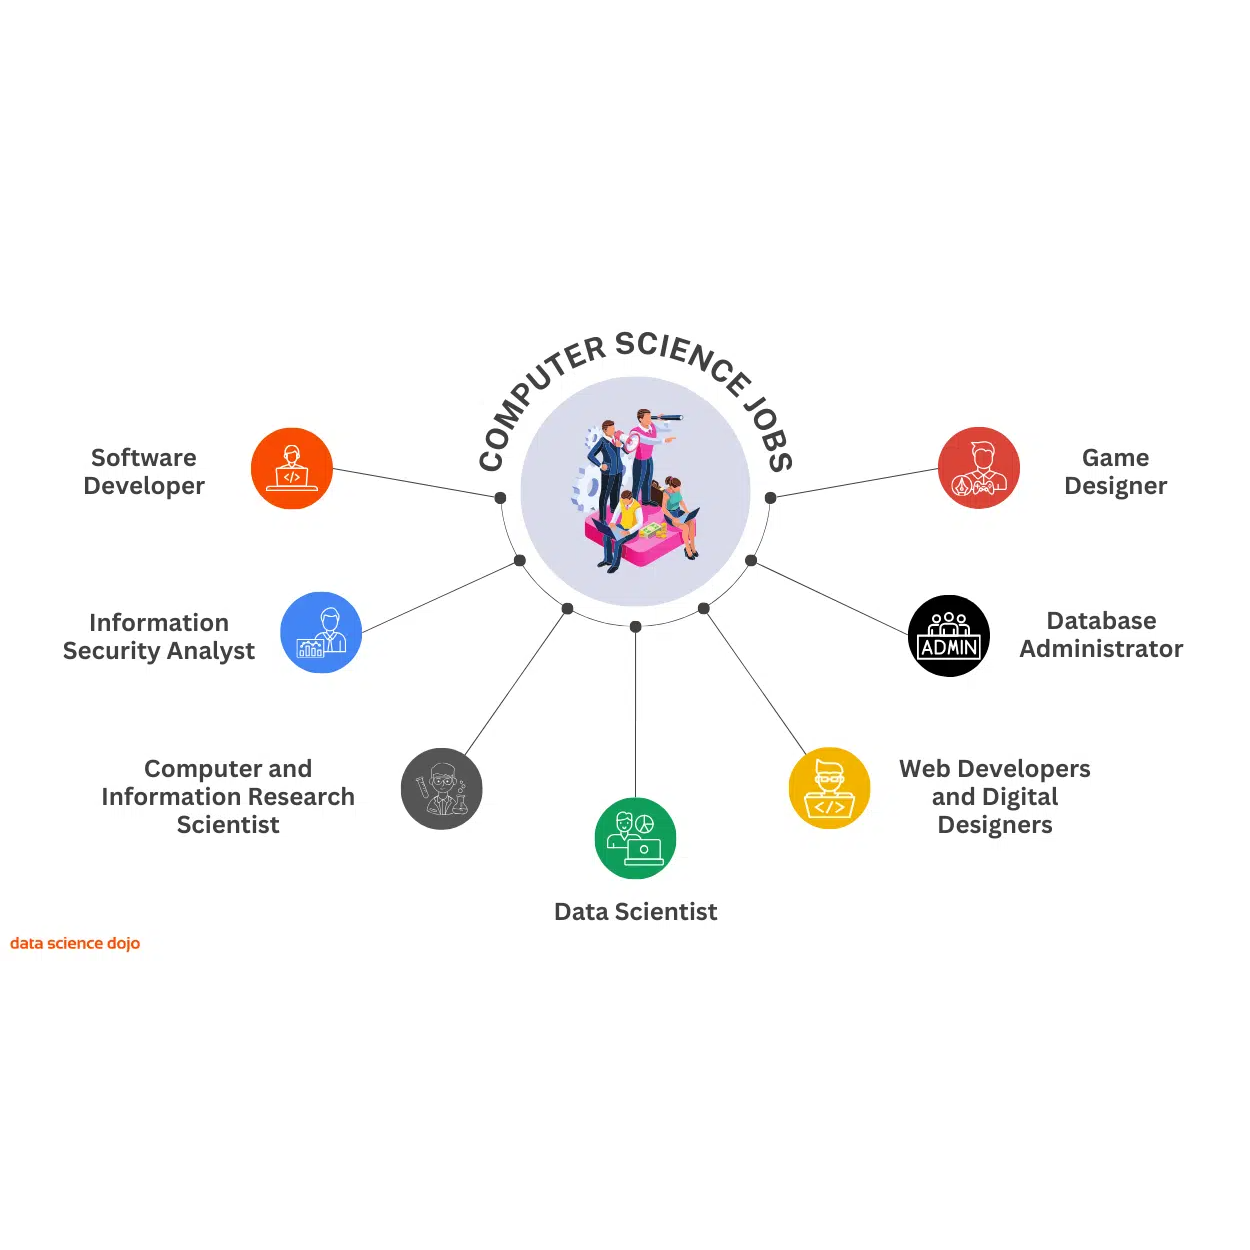 COMPUTER SCIENCE JOBS
Software
Developer
Game
Designer
Information
Security Analyst
ADMIN
Database
Administrator
Computer and
Information Research
Scientist
Web Developers
and Digital
Designers
</>
</>
Data Scientist
data science dojo